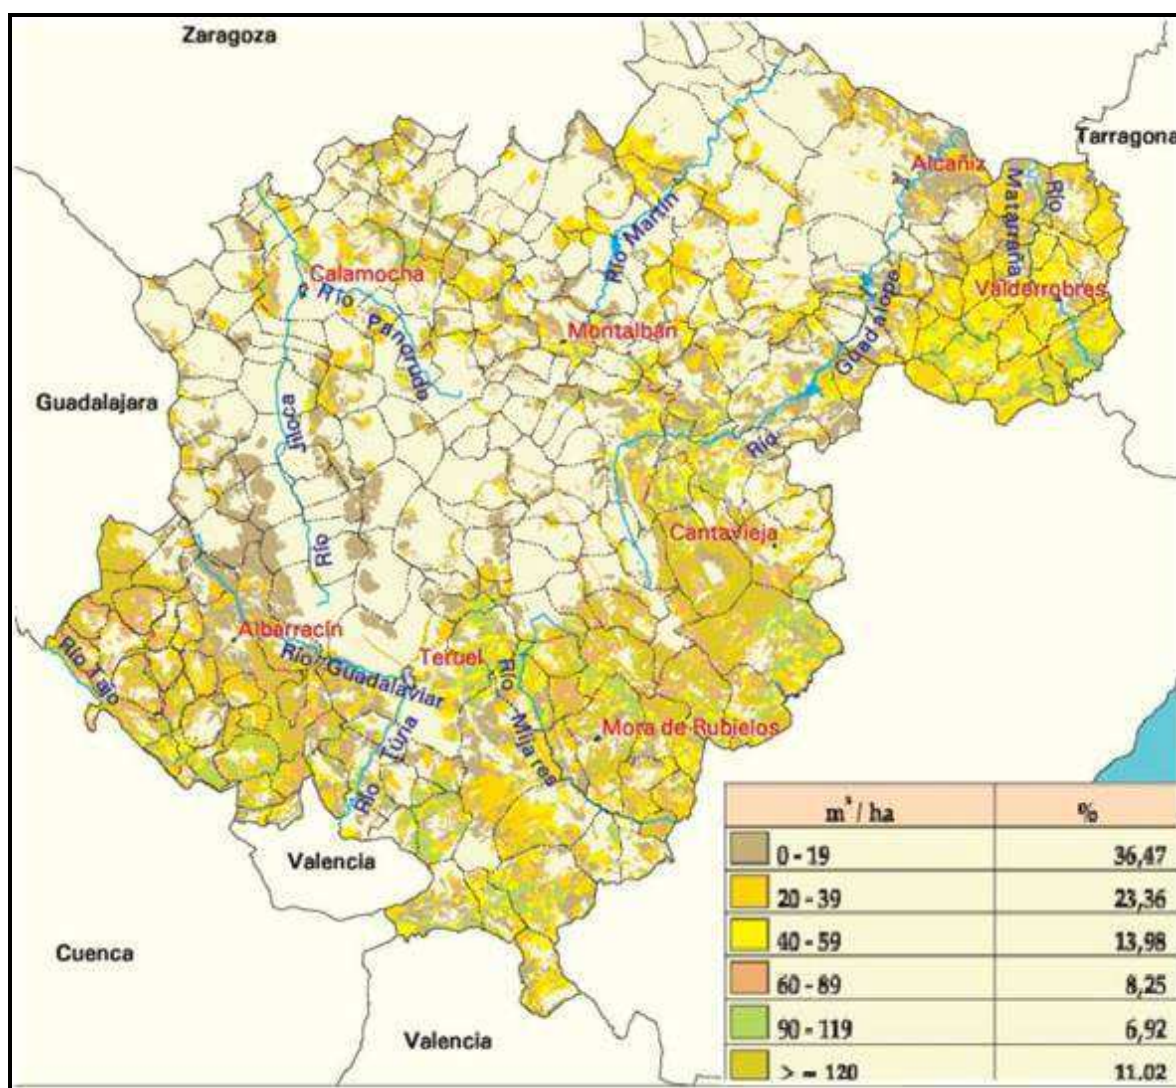 Zaragoza
Tarragona
Alcañiz
Río Matarraña
Río Martín
Calamocha
Río Pancrudo
Valderrobres
Montalbán
Río Guadalope
Guadalajara
Río Jiloca
Cantavieja
Albarracín
Río Tajo
Río Guadalaviar
Teruel
Río Mijares
Mora de Rubielos
Río Túria
Valencia
Cuenca
Valencia
m³ / ha %
0 - 19 36,47
20 - 39 23,36
40 - 59 13,98
60 - 89 8,25
90 - 119 6,92
> = 120 11.02